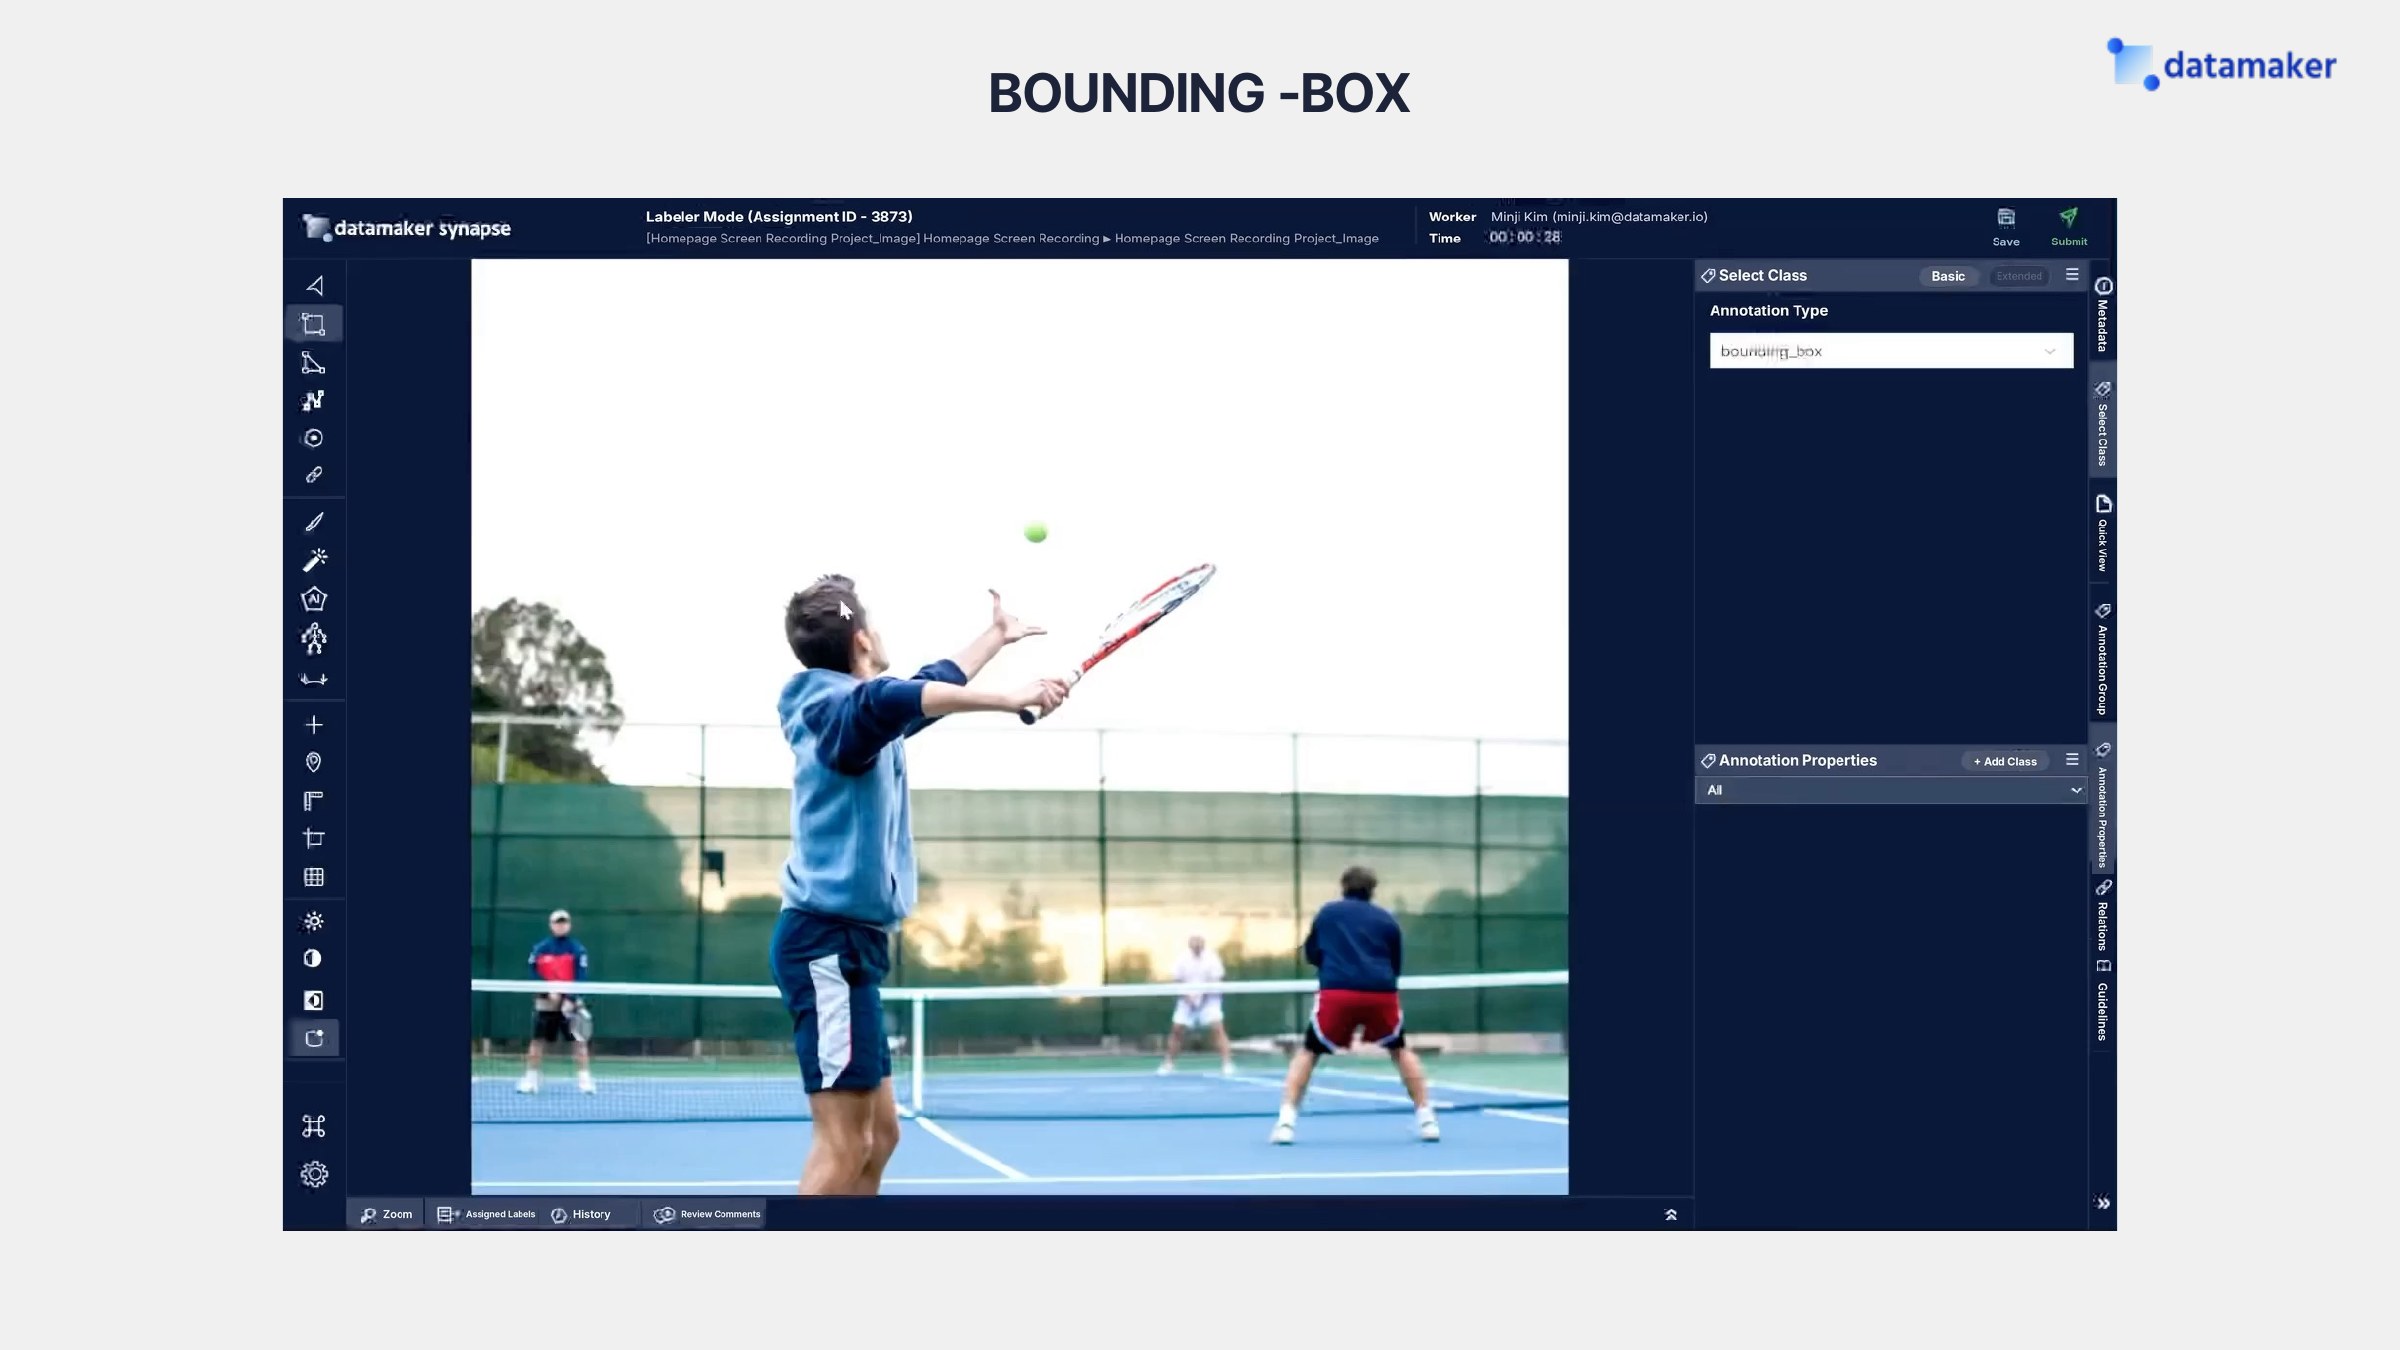 BOUNDING -BOX
datamaker
datamaker synapse
Labeler Mode (Assignment ID - 3873)
[Homepage Screen Recording Project_Image] Homepage Screen Recording ▸ Homepage Screen Recording Project_Image
Worker Minji Kim (minji.kim@datamaker.io)
Time 00:00:28
Save
Submit
Select Class
Basic
Extended
Annotation Type
bounding_box
Annotation Properties
+ Add Class
All
Metadata
Select Class
Quick View
Annotation Group
Annotation Properties
Relations
Guidelines
AI
Zoom
Assigned Labels
History
Review Comments